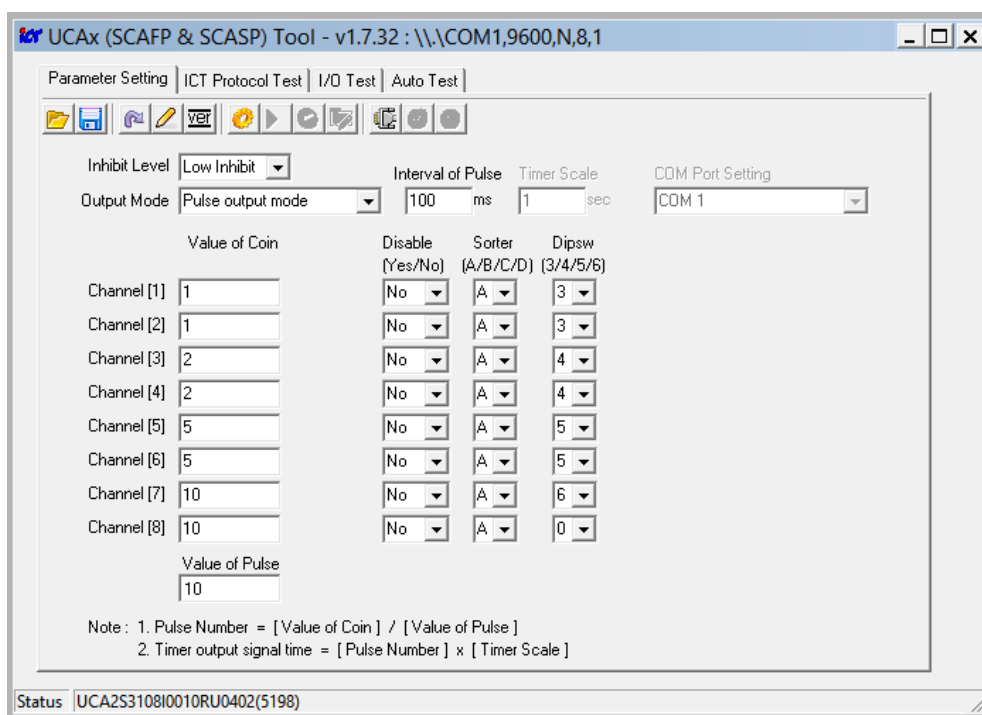 ICT UCAx (SCAFP & SCASP) Tool - v1.7.32 : \\.\COM1,9600,N,8,1
Parameter Setting ICT Protocol Test I/O Test Auto Test
ver
Inhibit Level Low Inhibit Interval of Pulse Timer Scale COM Port Setting
Output Mode Pulse output mode 100 ms 1 sec COM 1
Value of Coin Disable Sorter Dipsw
(Yes/No) (A/B/C/D) (3/4/5/6)
Channel [1] 1 No A 3
Channel [2] 1 No A 3
Channel [3] 2 No A 4
Channel [4] 2 No A 4
Channel [5] 5 No A 5
Channel [6] 5 No A 5
Channel [7] 10 No A 6
Channel [8] 10 No A 0
Value of Pulse
10
Note : 1. Pulse Number = [ Value of Coin ] / [ Value of Pulse ]
2. Timer output signal time = [ Pulse Number ] x [ Timer Scale ]
Status UCA2S3108I0010RU0402(5198)